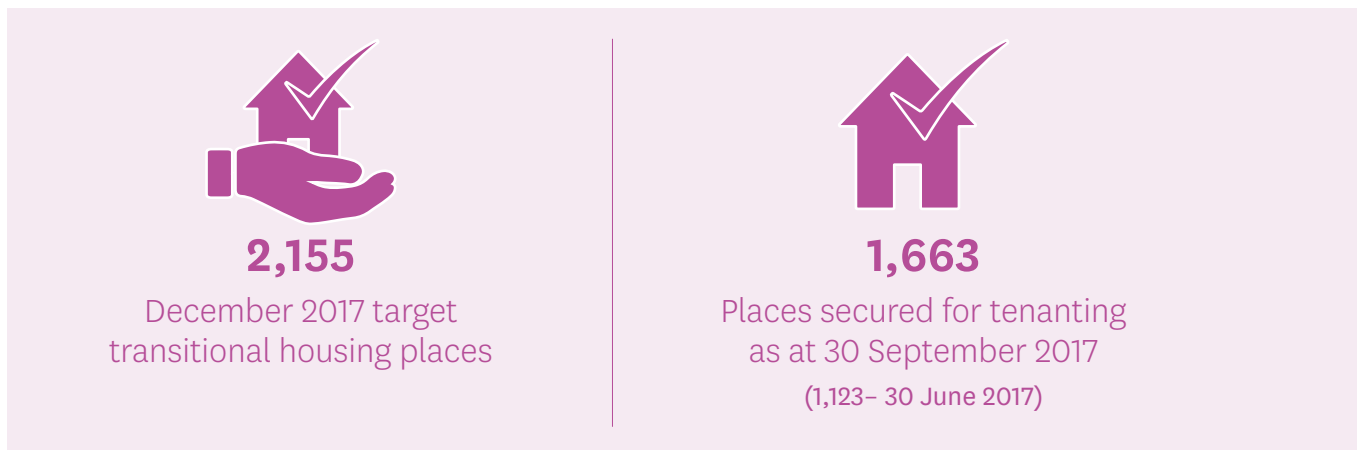 2,155
December 2017 target
transitional housing places
1,663
Places secured for tenanting
as at 30 September 2017
(1,123– 30 June 2017)